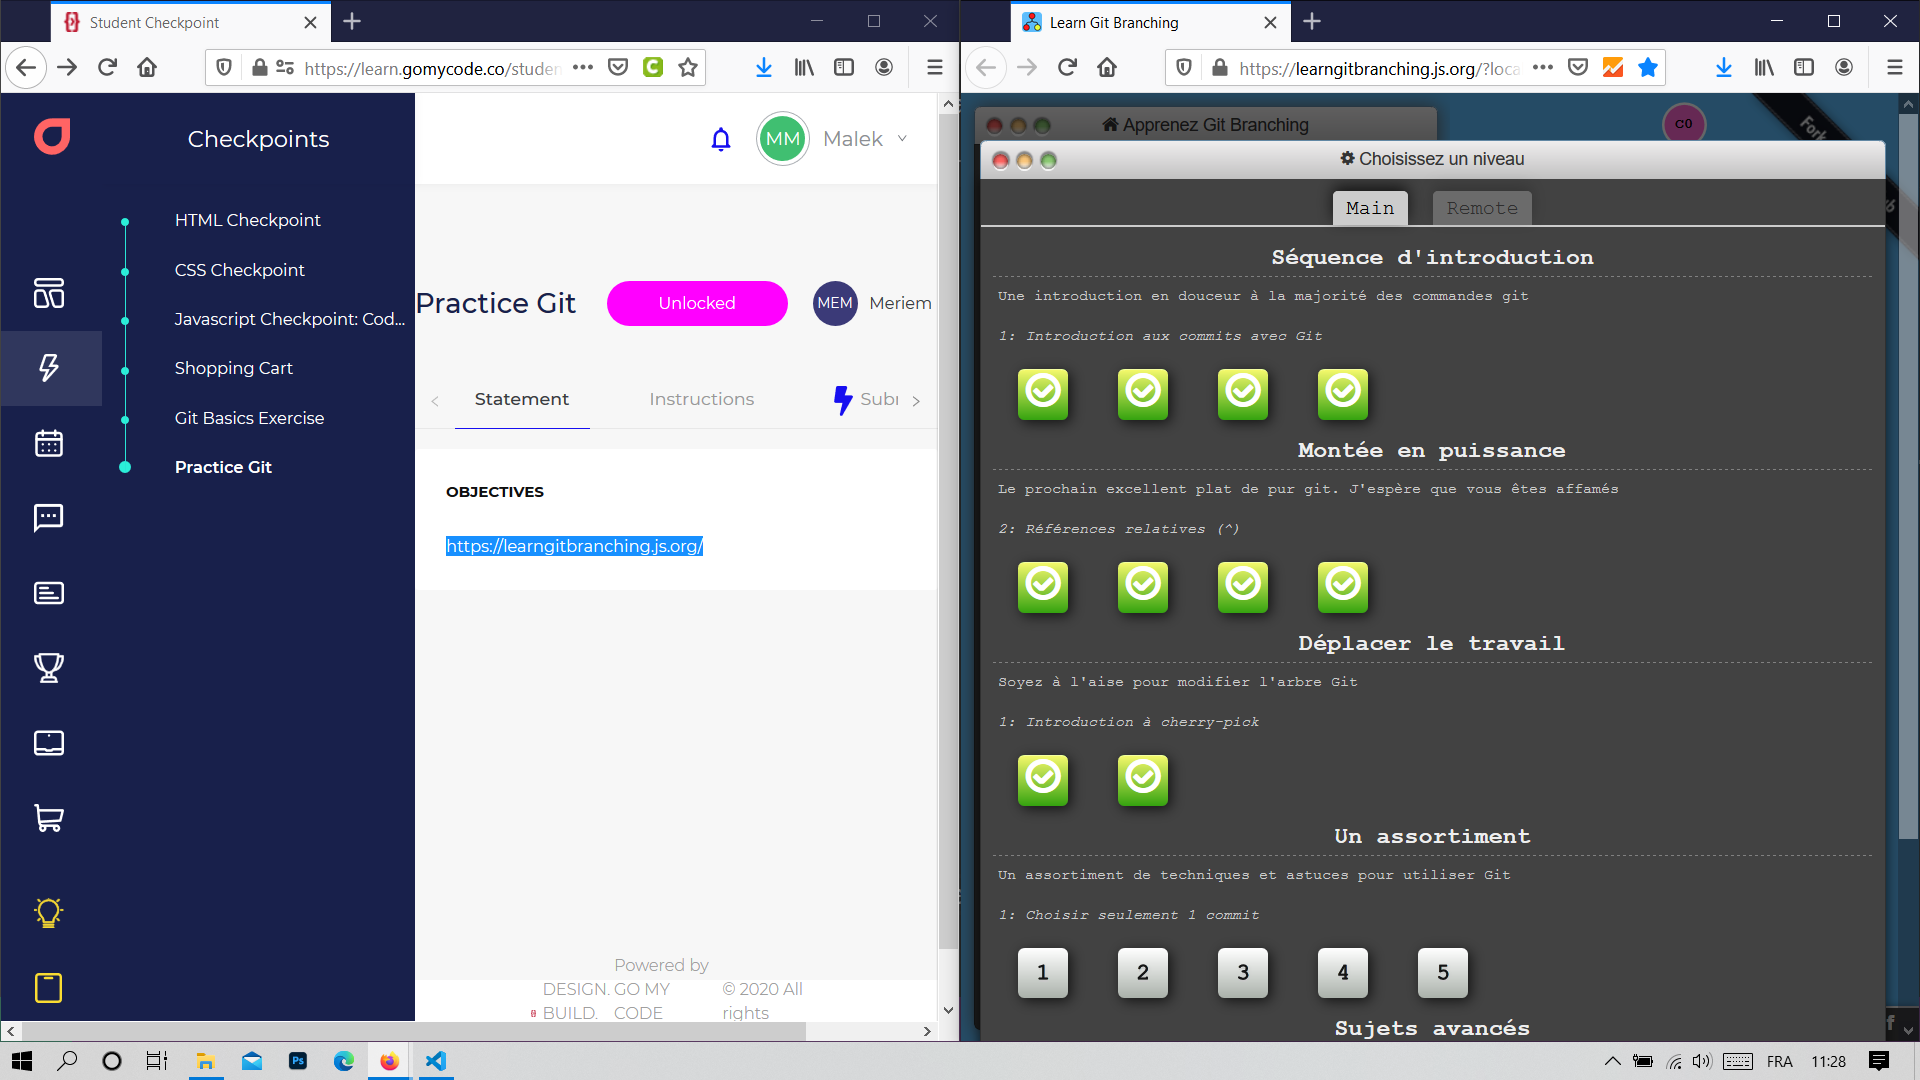 Student Checkpoint
https://learn.gomycode.co/studen
Checkpoints
HTML Checkpoint
CSS Checkpoint
Javascript Checkpoint: Cod...
Shopping Cart
Git Basics Exercise
Practice Git
MM Malek
Practice Git
Unlocked
MEM Meriem
Statement
Instructions
Subr
OBJECTIVES
https://learngitbranching.js.org/
Powered by
DESIGN. GO MY © 2020 All
BUILD. CODE rights
Learn Git Branching
https://learngitbranching.js.org/?loca
Apprenez Git Branching
C0
Fork
Choisissez un niveau
Main
Remote
Séquence d'introduction
Une introduction en douceur à la majorité des commandes git
1: Introduction aux commits avec Git
Montée en puissance
Le prochain excellent plat de pur git. J'espère que vous êtes affamés
2: Références relatives (^)
Déplacer le travail
Soyez à l'aise pour modifier l'arbre Git
1: Introduction à cherry-pick
Un assortiment
Un assortiment de techniques et astuces pour utiliser Git
1: Choisir seulement 1 commit
1 2 3 4 5
Sujets avancés
Ps
FRA
11:28